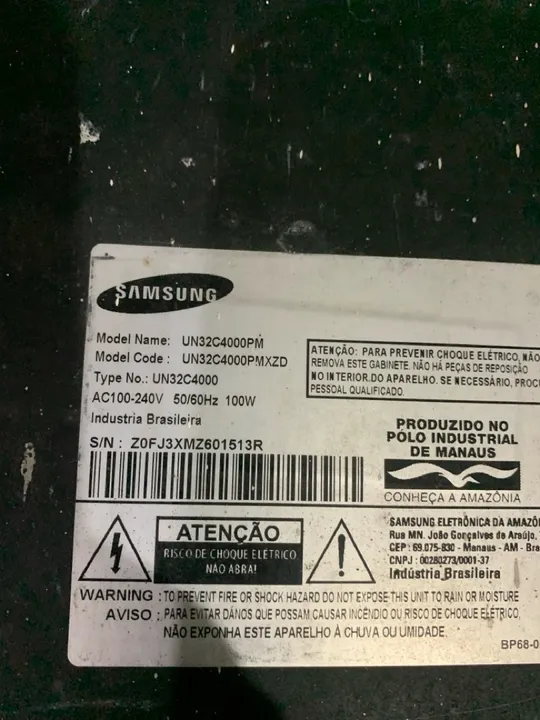 SAMSUNG
Model Name: UN32C4000PM
Model Code : UN32C4000PMXZD
Type No.: UN32C4000
AC100-240V 50/60Hz 100W
Industria Brasileira
S/N : Z0FJ3XMZ601513R
ATENÇÃO: PARA PREVENIR CHOQUE ELÉTRICO, NÃO
REMOVA ESTE GABINETE. NÃO HÁ PEÇAS DE REPOSIÇÃO
NO INTERIOR.DO APARELHO. SE NECESSÁRIO, PROC
PESSOAL QUALIFICADO.
PRODUZIDO NO
PÓLO INDUSTRIAL
DE MANAUS
CONHEÇA A AMAZÔNIA
ATENÇÃO
RISCO DE CHOQUE ELÉTRICO
NÃO ABRA!
SAMSUNG ELETRÔNICA DA AMAZÔ
Rua MN. João Gonçalves de Araújo,
CEP : 69.075-830 - Manaus - AM - Bra
CNPJ : 00280273/0001-37
Indústria Brasileira
WARNING : TO PREVENT FIRE OR SHOCK HAZARD DO NOT EXPOSE THIS UNIT TO RAIN OR MOISTURE
AVISO : PARA EVITAR DANOS QUE POSSAM CAUSAR INCÊNDIO OU RISCO DE CHOQUE ELÉTRICO,
NÃO EXPONHA ESTE APARELHO À CHUVA OU UMIDADE.
BP68-0